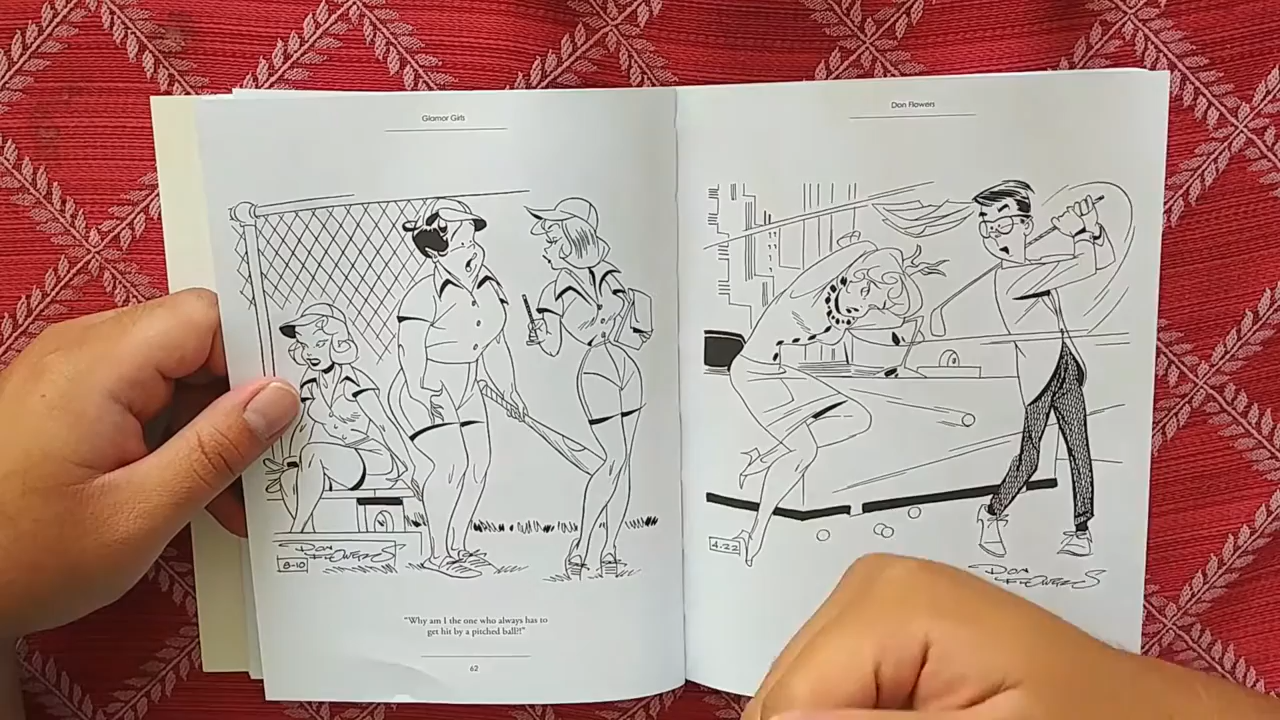 Glamor Girls
DON
FLOWERS
8-10
"Why am I the one who always has to
get hit by a pitched ball?!"
62
Don Flowers
4-22
DON
FLOWERS